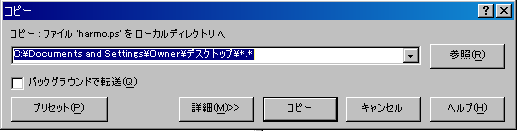 コピー
コピー：ファイル 'harmo.ps' をローカルディレクトリへ
C:¥Documents and Settings¥Owner¥デスクトップ¥*.*
参照(R)
バックグラウンドで転送(Q)
プリセット(P)
詳細(M)>>
コピー
キャンセル
ヘルプ(H)